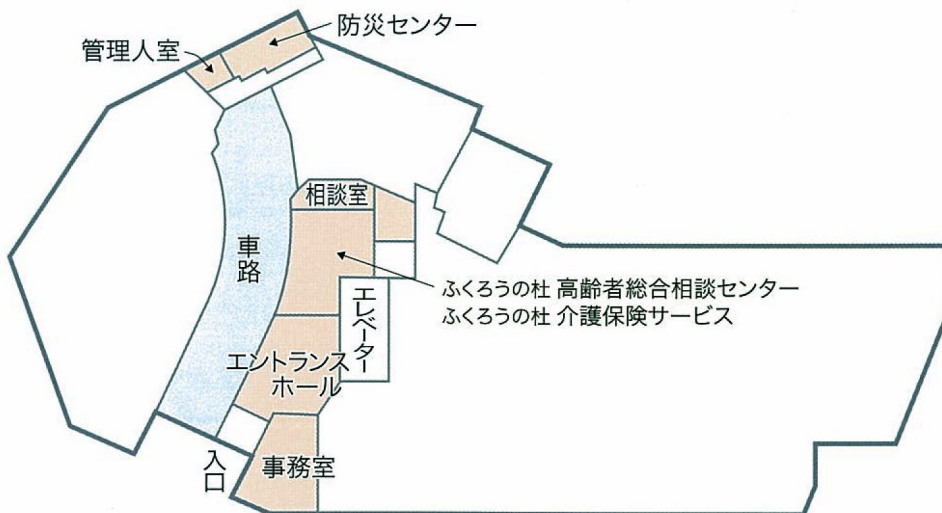 防災センター
管理人室
相談室
車路
ふくろうの杜 高齢者総合相談センター
ふくろうの杜 介護保険サービス
エレベーター
エントランス
ホール
入口
事務室